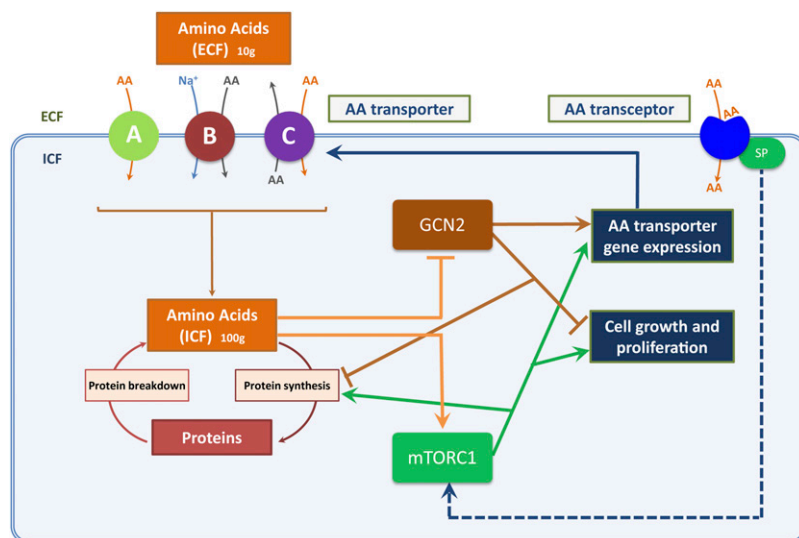 Amino Acids
(ECF) 10g
AA
Na⁺
AA
AA
AA
AA
ECF
A
B
C
AA transporter
AA transceptor
ICF
SP
AA
AA
GCN2
AA transporter
gene expression
Amino Acids
(ICF) 100g
Cell growth and
proliferation
Protein breakdown
Protein synthesis
Proteins
mTORC1